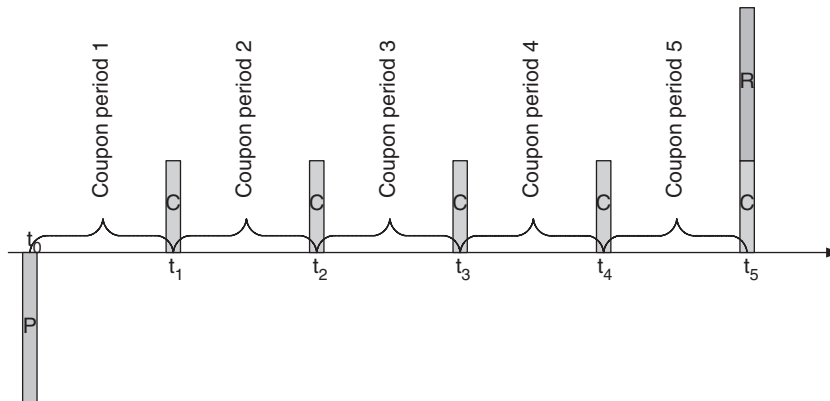 Coupon period 1
Coupon period 2
Coupon period 3
Coupon period 4
Coupon period 5
R
C
C
C
C
C
t0
t1
t2
t3
t4
t5
P